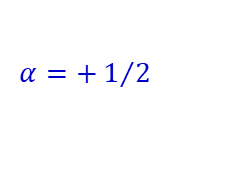 α = + 1/2